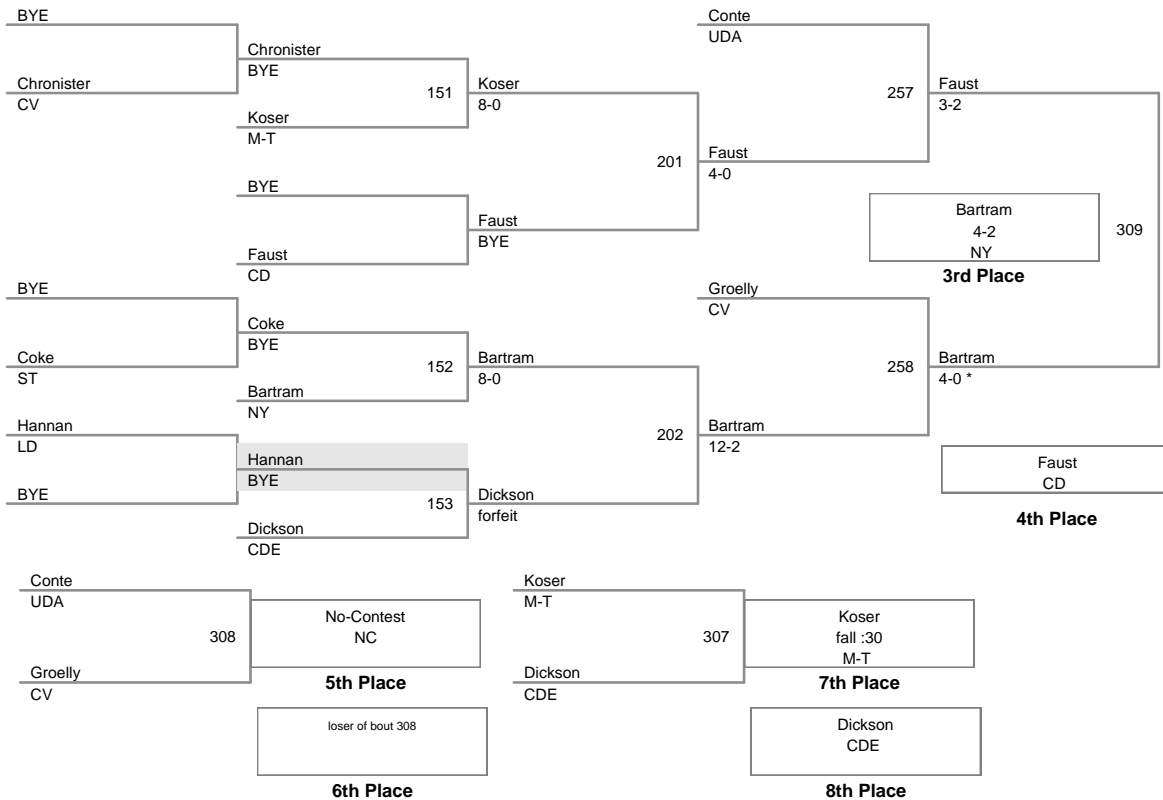 BYE
Chronister
CV
Chronister
BYE
Koser
M-T
151
Koser
8-0
BYE
Faust
CD
Faust
BYE
201
Faust
4-0
Conte
UDA
257
Faust
3-2
BYE
Coke
ST
Coke
BYE
Bartram
NY
152
Bartram
8-0
Hannan
LD
BYE
Hannan
BYE
Dickson
CDE
153
Dickson
forfeit
202
Bartram
12-2
Groelly
CV
258
Bartram
4-0 *
309
Bartram
4-2
NY
3rd Place
Faust
CD
4th Place
Conte
UDA
Groelly
CV
308
No-Contest
NC
5th Place
loser of bout 308
6th Place
Koser
M-T
Dickson
CDE
307
Koser
fall :30
M-T
7th Place
Dickson
CDE
8th Place